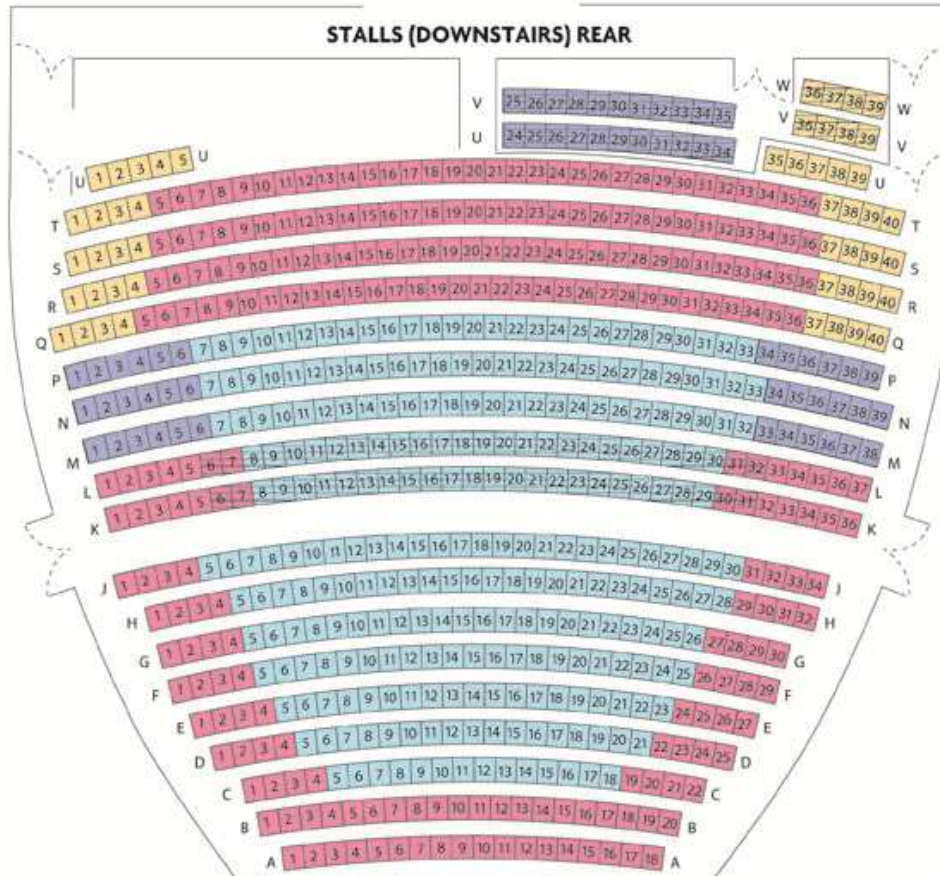 STALLS (DOWNSTAIRS) REAR
W 36 37 38 39 W
V 25 26 27 28 29 30 31 32 33 34 35 V 36 37 38 39 V
U 24 25 26 27 28 29 30 31 32 33 34
U 1 2 3 4 5 U 35 36 37 38 39 U
T 1 2 3 4 5 6 7 8 9 10 11 12 13 14 15 16 17 18 19 20 21 22 23 24 25 26 27 28 29 30 31 32 33 34 35 36 37 38 39 40 T
S 1 2 3 4 5 6 7 8 9 10 11 12 13 14 15 16 17 18 19 20 21 22 23 24 25 26 27 28 29 30 31 32 33 34 35 36 37 38 39 40 S
R 1 2 3 4 5 6 7 8 9 10 11 12 13 14 15 16 17 18 19 20 21 22 23 24 25 26 27 28 29 30 31 32 33 34 35 36 37 38 39 40 R
Q 1 2 3 4 5 6 7 8 9 10 11 12 13 14 15 16 17 18 19 20 21 22 23 24 25 26 27 28 29 30 31 32 33 34 35 36 37 38 39 40 Q
P 1 2 3 4 5 6 7 8 9 10 11 12 13 14 15 16 17 18 19 20 21 22 23 24 25 26 27 28 29 30 31 32 33 34 35 36 37 38 39 P
N 1 2 3 4 5 6 7 8 9 10 11 12 13 14 15 16 17 18 19 20 21 22 23 24 25 26 27 28 29 30 31 32 33 34 35 36 37 38 39 N
M 1 2 3 4 5 6 7 8 9 10 11 12 13 14 15 16 17 18 19 20 21 22 23 24 25 26 27 28 29 30 31 32 33 34 35 36 37 38 M
L 1 2 3 4 5 6 7 8 9 10 11 12 13 14 15 16 17 18 19 20 21 22 23 24 25 26 27 28 29 30 31 32 33 34 35 36 37 L
K 1 2 3 4 5 6 7 8 9 10 11 12 13 14 15 16 17 18 19 20 21 22 23 24 25 26 27 28 29 30 31 32 33 34 35 36 K
J 1 2 3 4 5 6 7 8 9 10 11 12 13 14 15 16 17 18 19 20 21 22 23 24 25 26 27 28 29 30 31 32 33 34 J
H 1 2 3 4 5 6 7 8 9 10 11 12 13 14 15 16 17 18 19 20 21 22 23 24 25 26 27 28 29 30 31 32 H
G 1 2 3 4 5 6 7 8 9 10 11 12 13 14 15 16 17 18 19 20 21 22 23 24 25 26 27 28 29 30 G
F 1 2 3 4 5 6 7 8 9 10 11 12 13 14 15 16 17 18 19 20 21 22 23 24 25 26 27 28 29 F
E 1 2 3 4 5 6 7 8 9 10 11 12 13 14 15 16 17 18 19 20 21 22 23 24 25 26 27 E
D 1 2 3 4 5 6 7 8 9 10 11 12 13 14 15 16 17 18 19 20 21 22 23 24 25 D
C 1 2 3 4 5 6 7 8 9 10 11 12 13 14 15 16 17 18 19 20 21 22 C
B 1 2 3 4 5 6 7 8 9 10 11 12 13 14 15 16 17 18 19 20 B
A 1 2 3 4 5 6 7 8 9 10 11 12 13 14 15 16 17 18 A